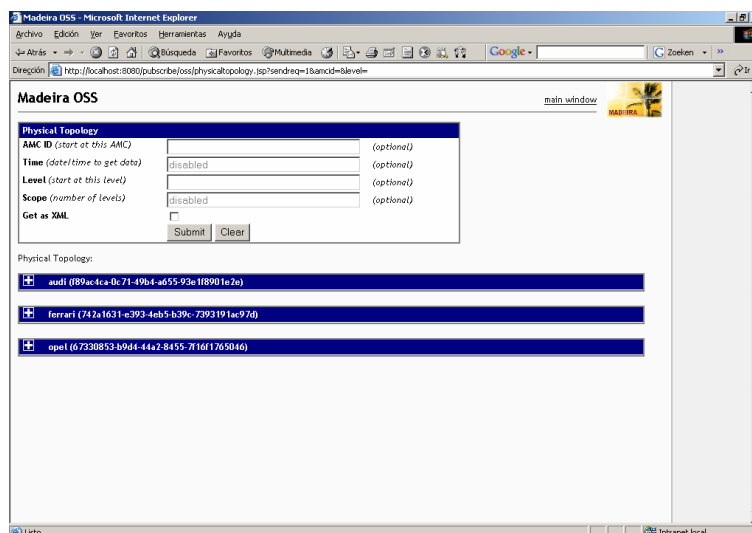 Madeira OSS - Microsoft Internet Explorer
Archivo Edición Ver Favoritos Herramientas Ayuda
Atrás Búsqueda Favoritos Multimedia Google Zoeken »
Dirección http://localhost:8080/pubscribe/oss/physicaltopology.jsp?sendreq=1&amcid=&level= Ir
Madeira OSS main window MADEIRA
Physical Topology
AMC ID (start at this AMC) (optional)
Time (date/time to get data) disabled (optional)
Level (start at this level) (optional)
Scope (number of levels) disabled (optional)
Get as XML
Submit Clear
Physical Topology:
audi (f89ac4ca-0c71-49b4-a655-93e1f8901e2e)
ferrari (742a1631-e393-4eb5-b39c-7393191ac97d)
opel (67330853-b9d4-44a2-8455-7f16f1765046)
Listo Intranet local